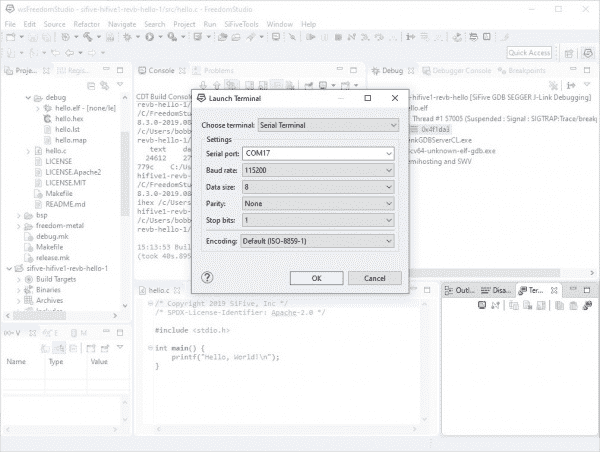 wsFreedomStudio - sifive-hifive1-revb-hello-1/src/hello.c - FreedomStudio
File Edit Source Refactor Navigate Search Project Run SiFiveTools Window Help
Quick Access
Proje... Regis...
Console
Debug Debugger Console Breakpoints
debug
hello.elf - [none/le]
hello.hex
hello.lst
hello.map
hello.c
LICENSE
LICENSE.Apache2
LICENSE.MIT
Makefile
README.md
bsp
freedom-metal
debug.mk
Makefile
release.mk
sifive-hifive1-revb-hello-1
Build Targets
Binaries
Archives
Includes
CDT Build Console
revb-hello-1/
/C/FreedomStu
8.3.0-2019.08
/c/Users/bobb
revb-hello-1/
text
24612
779c C:/User
/C/FreedomStu
8.3.0-2019.08
ihex /c/Users
hifive1-revb-
revb-hello-1/
15:13:53 Buil
(took 40s.895
-hifive1-revb-hello [SiFive GDB SEGGER J-Link Debugging]
hello.elf
Thread #1 57005 (Suspended : Signal : SIGTRAP:Trace/breakp
0x4f1da3
nkGDBServerCL.exe
cv64-unknown-elf-gdb.exe
emihosting and SWV
Launch Terminal
Choose terminal: Serial Terminal
Settings
Serial port: COM17
Baud rate: 115200
Data size: 8
Parity: None
Stop bits: 1
Encoding: Default (ISO-8859-1)
OK Cancel
hello.c
/* Copyright 2019 SiFive, Inc */
/* SPDX-License-Identifier: Apache-2.0 */
#include <stdio.h>
int main() {
printf("Hello, World!\n");
}
Outl... Disa... Ter...
V E M
Name Type Value